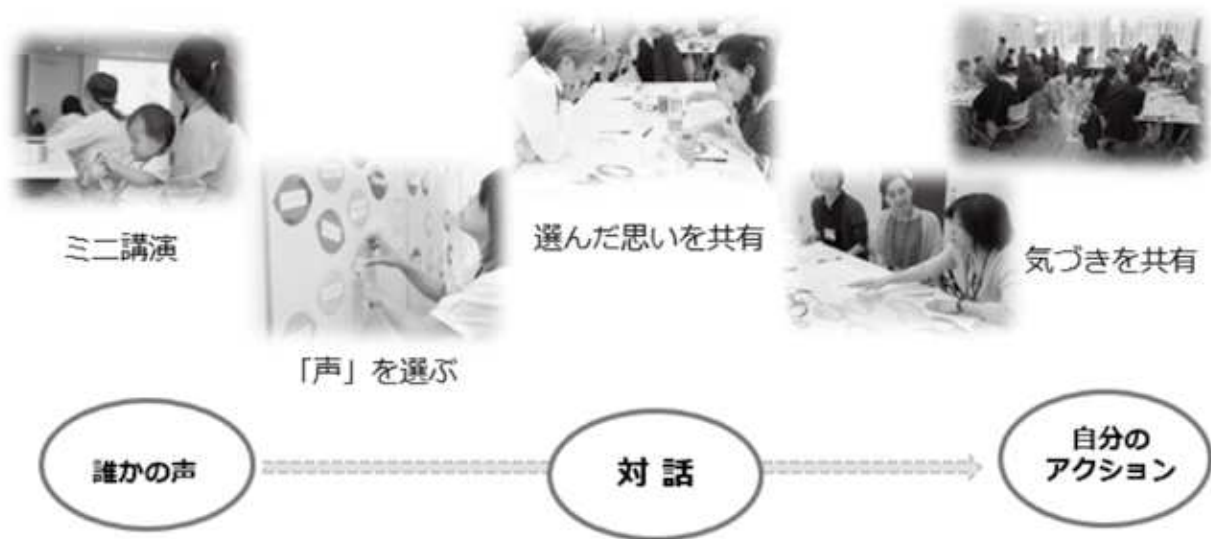 ミニ講演
「声」を選ぶ
選んだ思いを共有
気づきを共有
誰かの声
対話
自分の
アクション